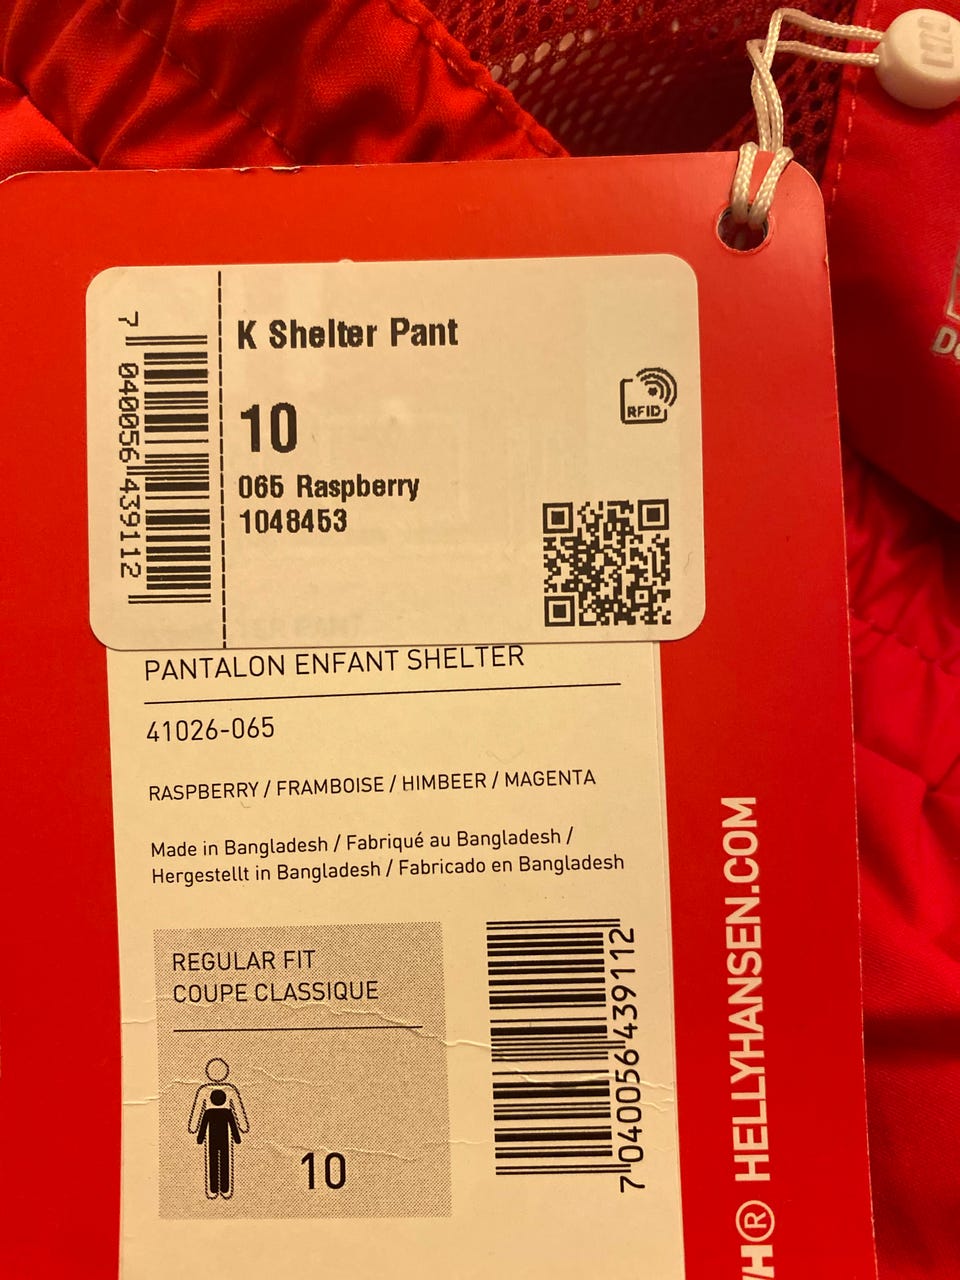 K Shelter Pant
10
065 Raspberry
1048453
RFID
7 040056 439112
PANTALON ENFANT SHELTER
41026-065
RASPBERRY / FRAMBOISE / HIMBEER / MAGENTA
Made in Bangladesh / Fabriqué au Bangladesh /
Hergestellt in Bangladesh / Fabricado en Bangladesh
REGULAR FIT
COUPE CLASSIQUE
10
7 040056 439112
HH® HELLYHANSEN.COM